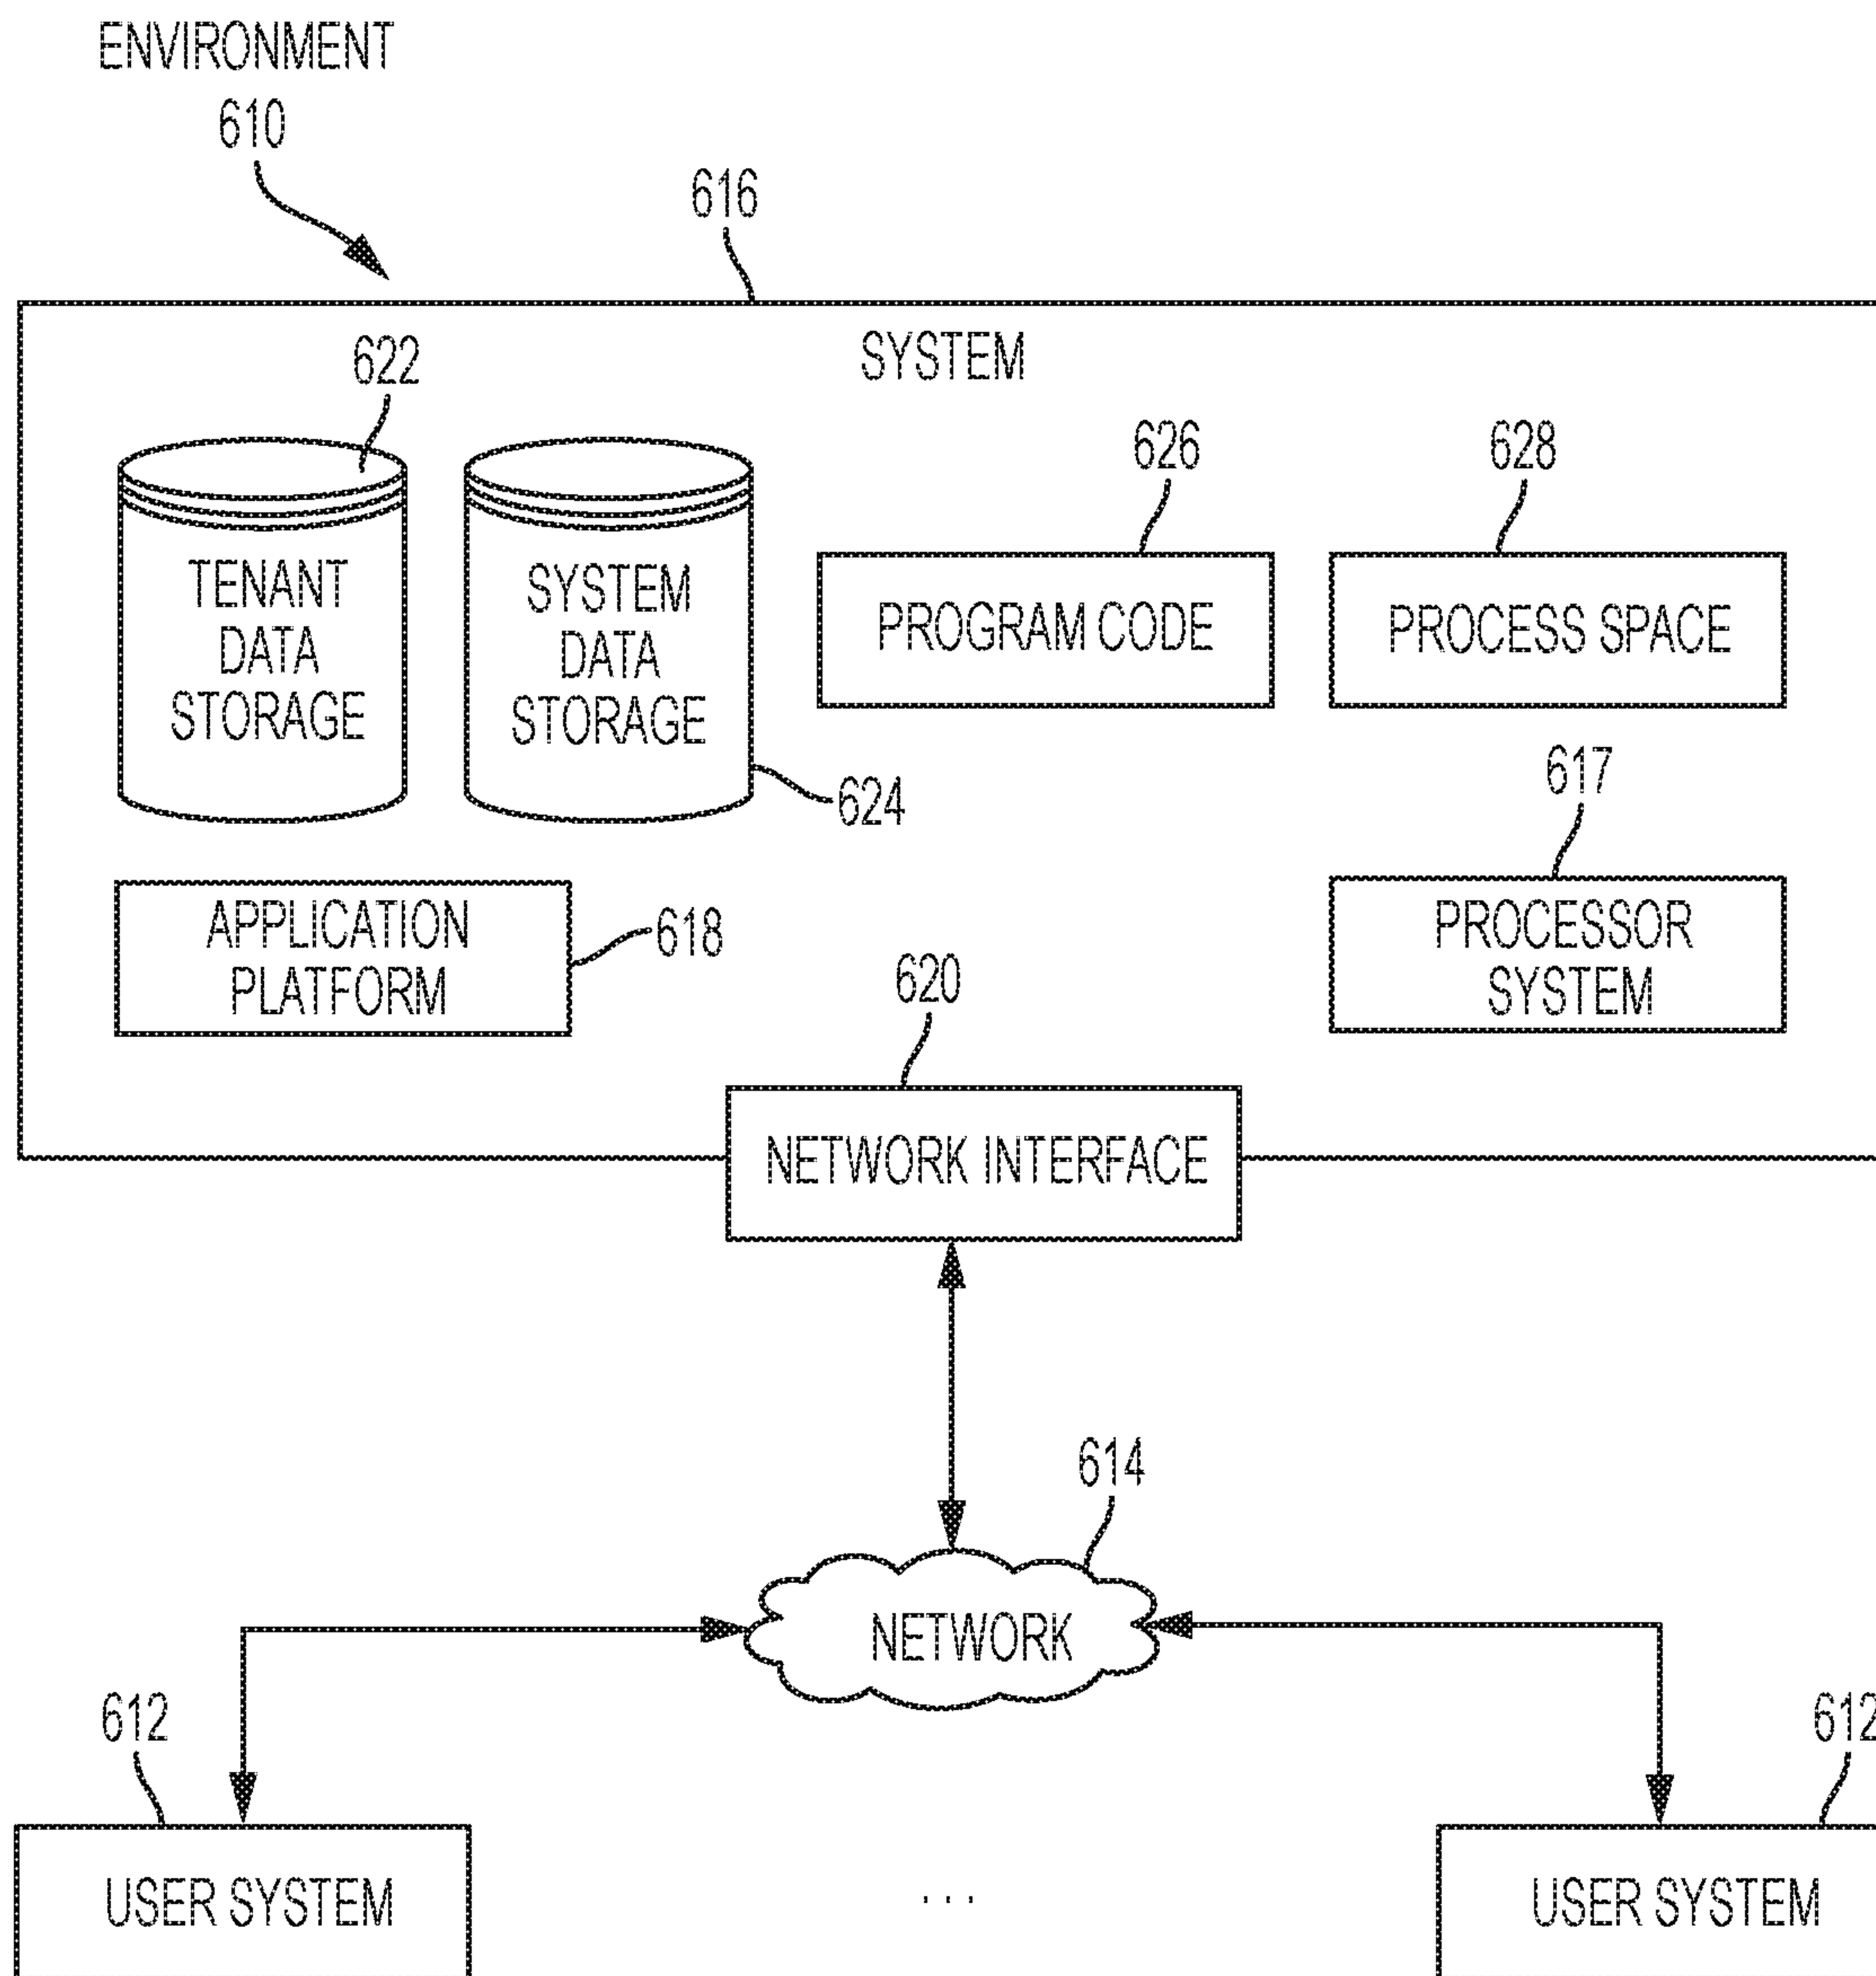 ENVIRONMENT
610
616
SYSTEM
622
626
628
TENANT
DATA
STORAGE
SYSTEM
DATA
STORAGE
PROGRAM CODE
PROCESS SPACE
624
617
APPLICATION
PLATFORM
618
PROCESSOR
SYSTEM
620
NETWORK INTERFACE
614
NETWORK
612
612
USER SYSTEM
. . .
USER SYSTEM